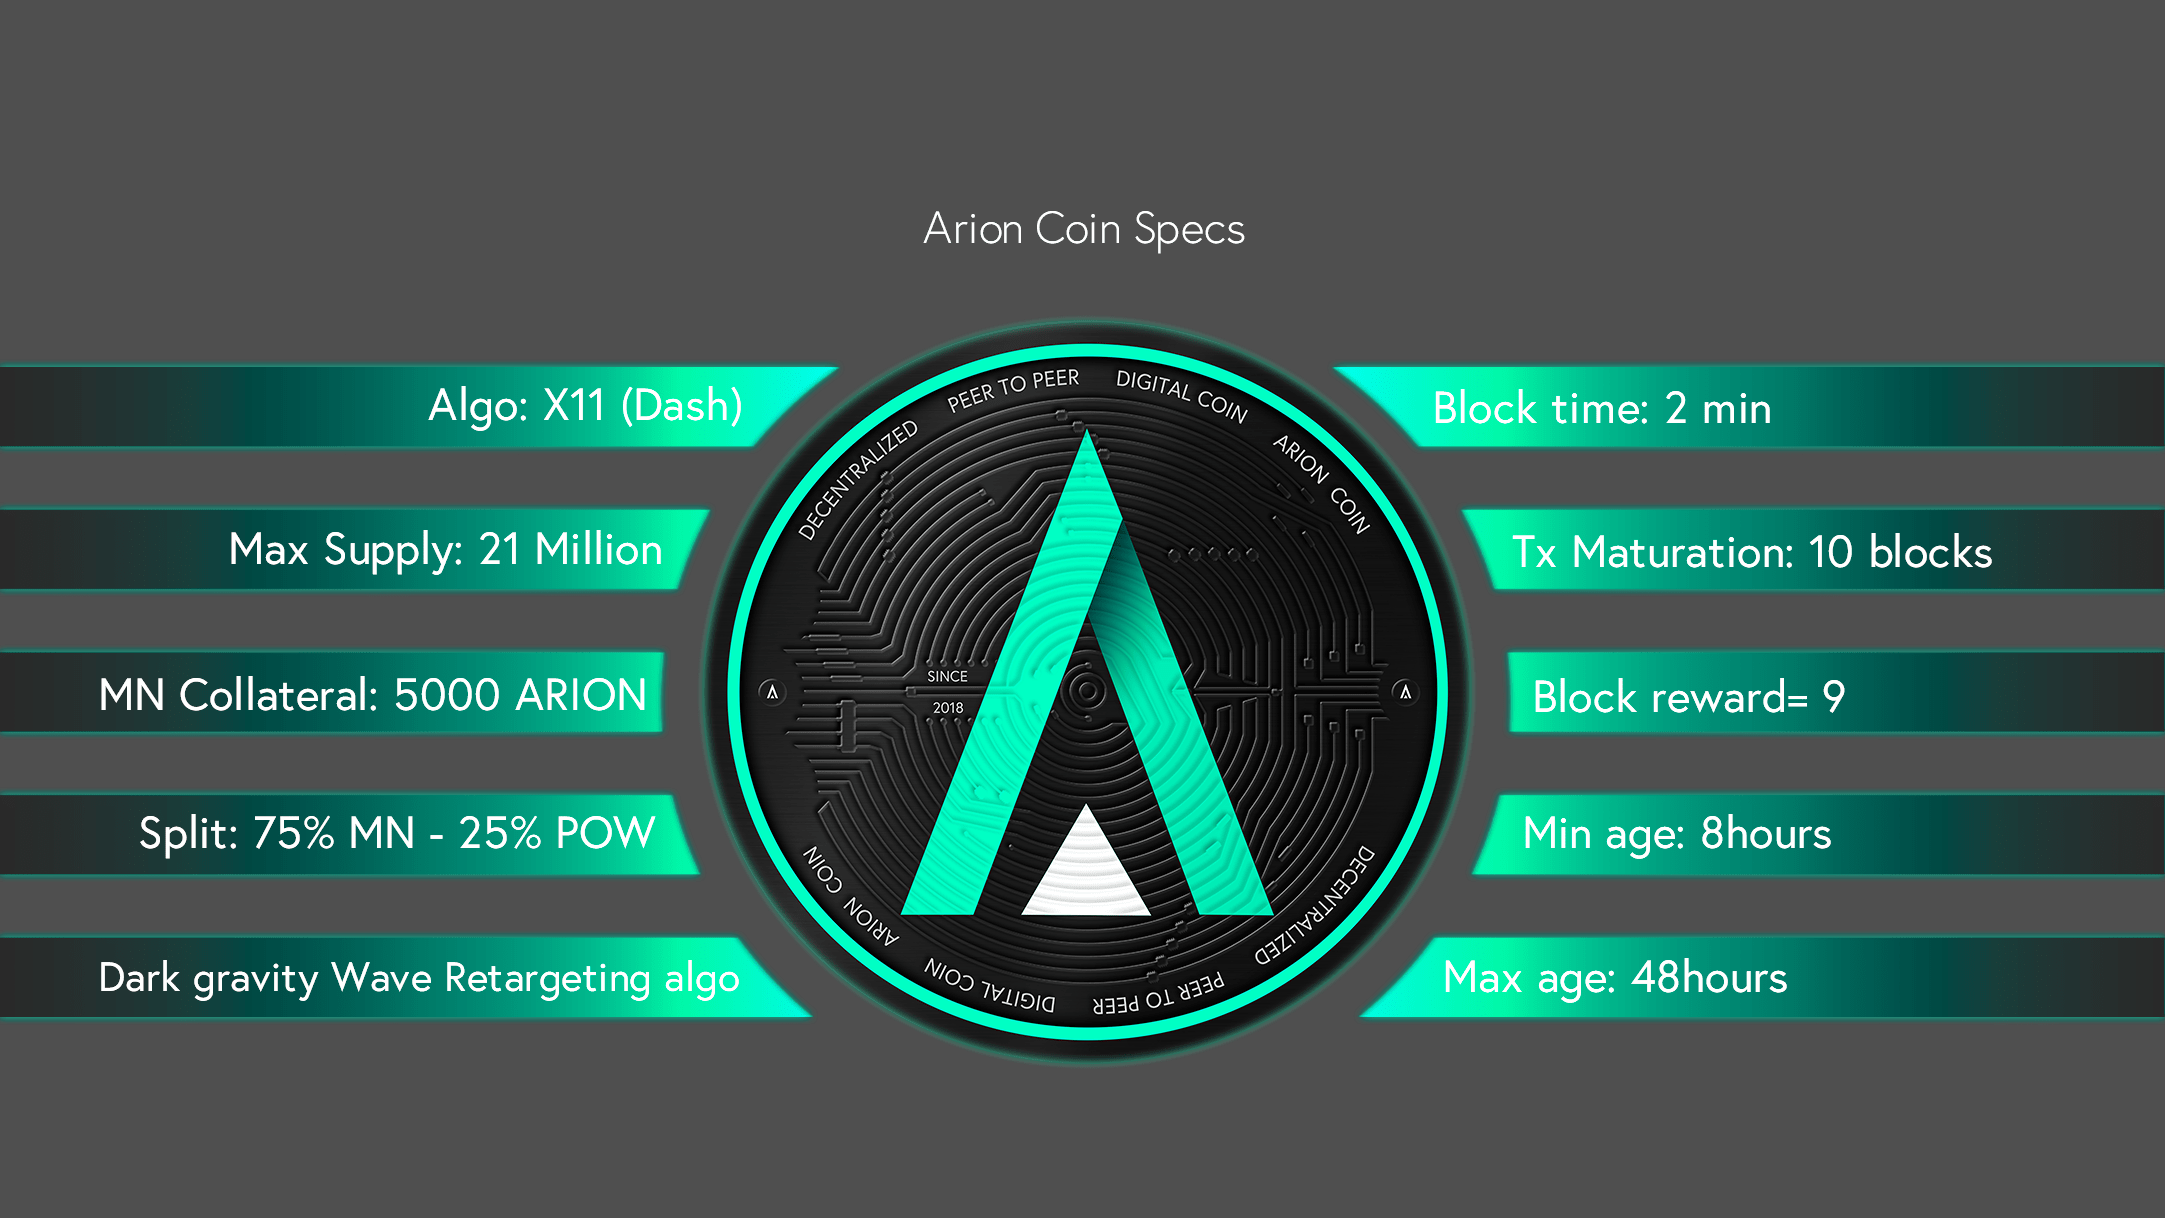 Arion Coin Specs
Algo: X11 (Dash)
Max Supply: 21 Million
MN Collateral: 5000 ARION
Split: 75% MN - 25% POW
Dark gravity Wave Retargeting algo
DECENTRALIZED
PEER TO PEER
DIGITAL COIN
ARION COIN
SINCE
2018
DECENTRALIZED
PEER TO PEER
DIGITAL COIN
ARION COIN
Block time: 2 min
Tx Maturation: 10 blocks
Block reward= 9
Min age: 8hours
Max age: 48hours